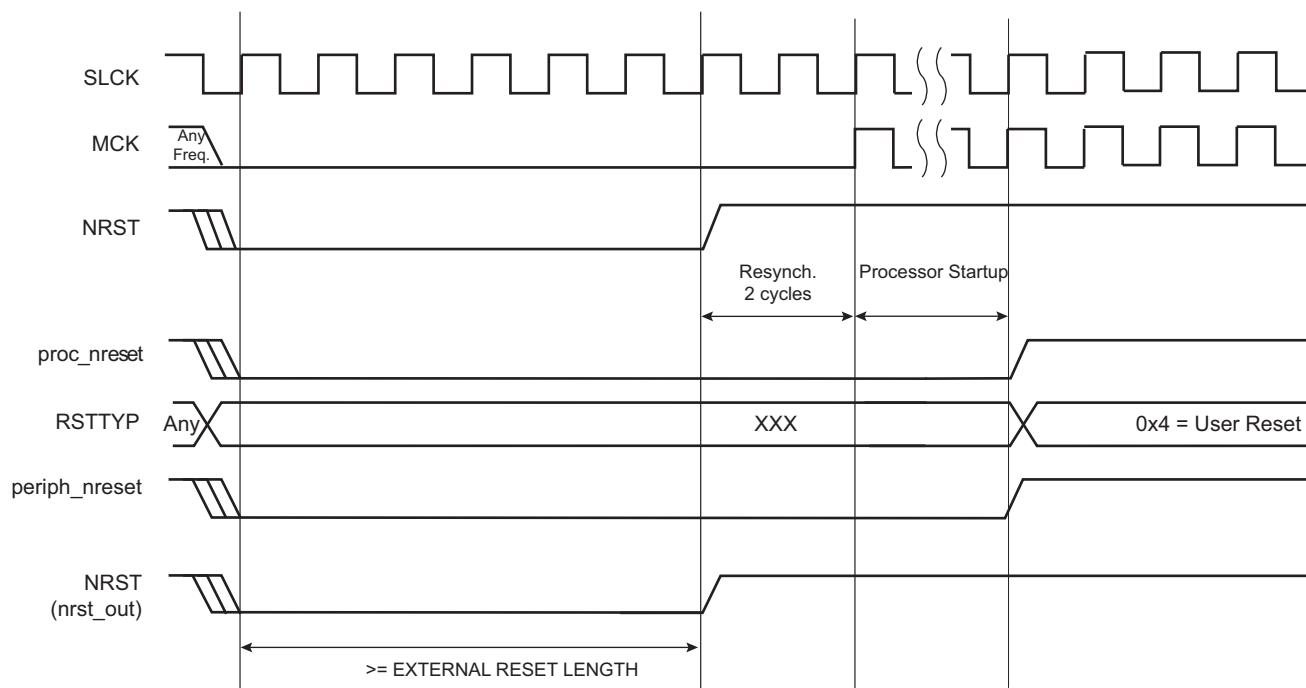 SLCK
MCK
Any
Freq.
NRST
Resynch.
2 cycles
Processor Startup
proc_nreset
RSTTYP
Any
XXX
0x4 = User Reset
periph_nreset
NRST
(nrst_out)
>= EXTERNAL RESET LENGTH